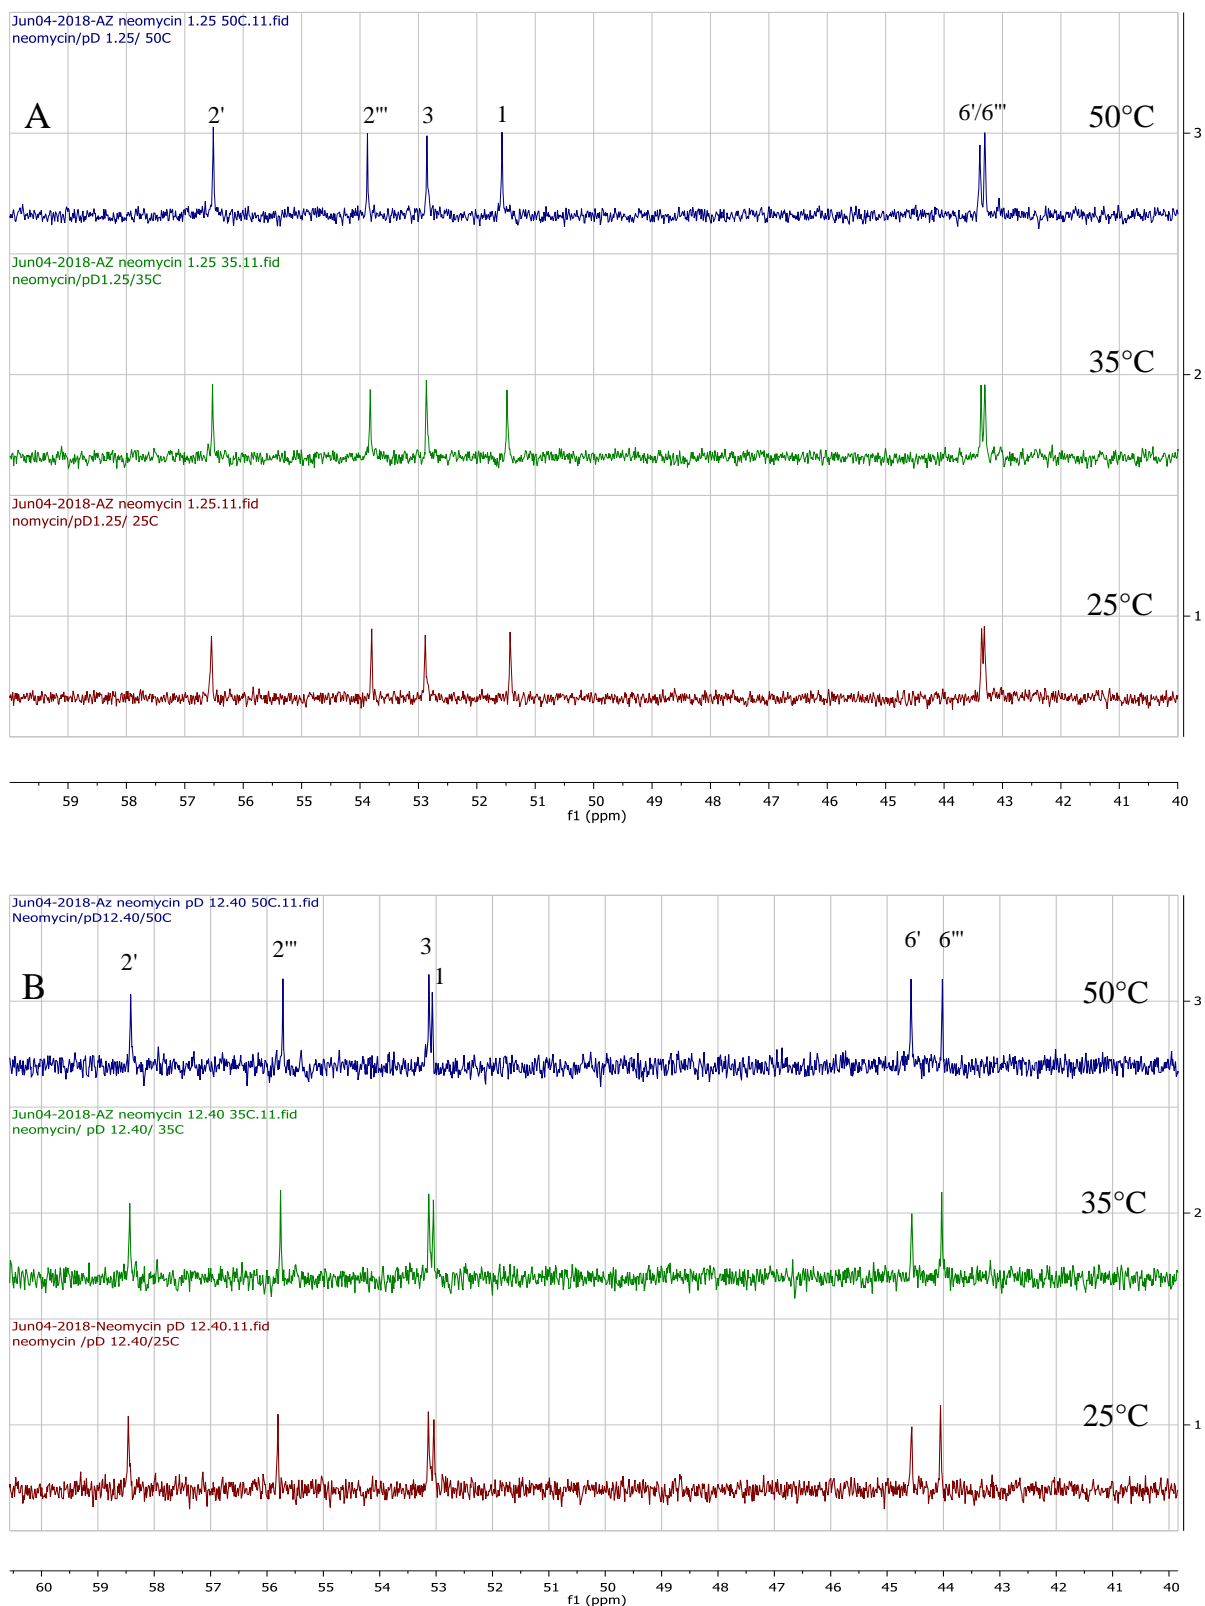 Jun04-2018-AZ neomycin 1.25 50C.11.fid
neomycin/pD 1.25/ 50C
A
2' 2''' 3 1 6'/6''' 50°C
3
Jun04-2018-AZ neomycin 1.25 35.11.fid
neomycin/pD1.25/35C
35°C
2
Jun04-2018-AZ neomycin 1.25.11.fid
nomycin/pD1.25/ 25C
25°C
1
59 58 57 56 55 54 53 52 51 50 49 48 47 46 45 44 43 42 41 40
f1 (ppm)
Jun04-2018-Az neomycin pD 12.40 50C.11.fid
Neomycin/pD12.40/50C
B
2' 2''' 3 1 6' 6''' 50°C
3
Jun04-2018-AZ neomycin 12.40 35C.11.fid
neomycin/ pD 12.40/ 35C
35°C
2
Jun04-2018-Neomycin pD 12.40.11.fid
neomycin /pD 12.40/25C
25°C
1
60 59 58 57 56 55 54 53 52 51 50 49 48 47 46 45 44 43 42 41 40
f1 (ppm)